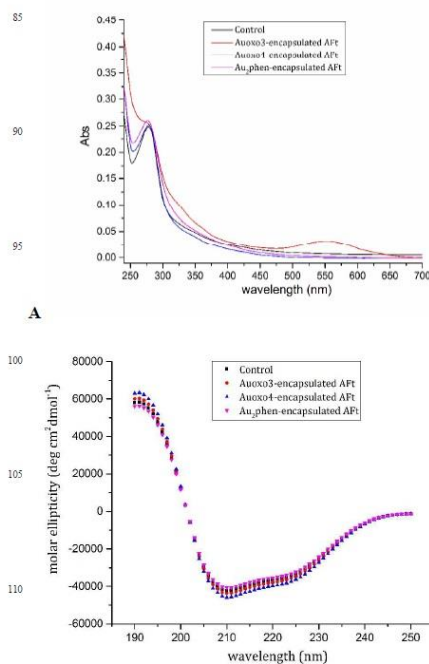 85
0.45
0.40
0.35
0.30
0.25
0.20
0.15
0.10
0.05
0.00
Abs
Control
Auoxo3-encapsulated AFt
Auoxo4-encapsulated AFt
Au₂phen-encapsulated AFt
90
95
250 300 350 400 450 500 550 600 650 700
wavelength (nm)
A
100
80000
60000
40000
20000
0
-20000
-40000
-60000
molar ellipticity (deg cm²dmol⁻¹)
Control
Auoxo3-encapsulated AFt
Auoxo4-encapsulated AFt
Au₂phen-encapsulated AFt
105
110
190 200 210 220 230 240 250
wavelength (nm)